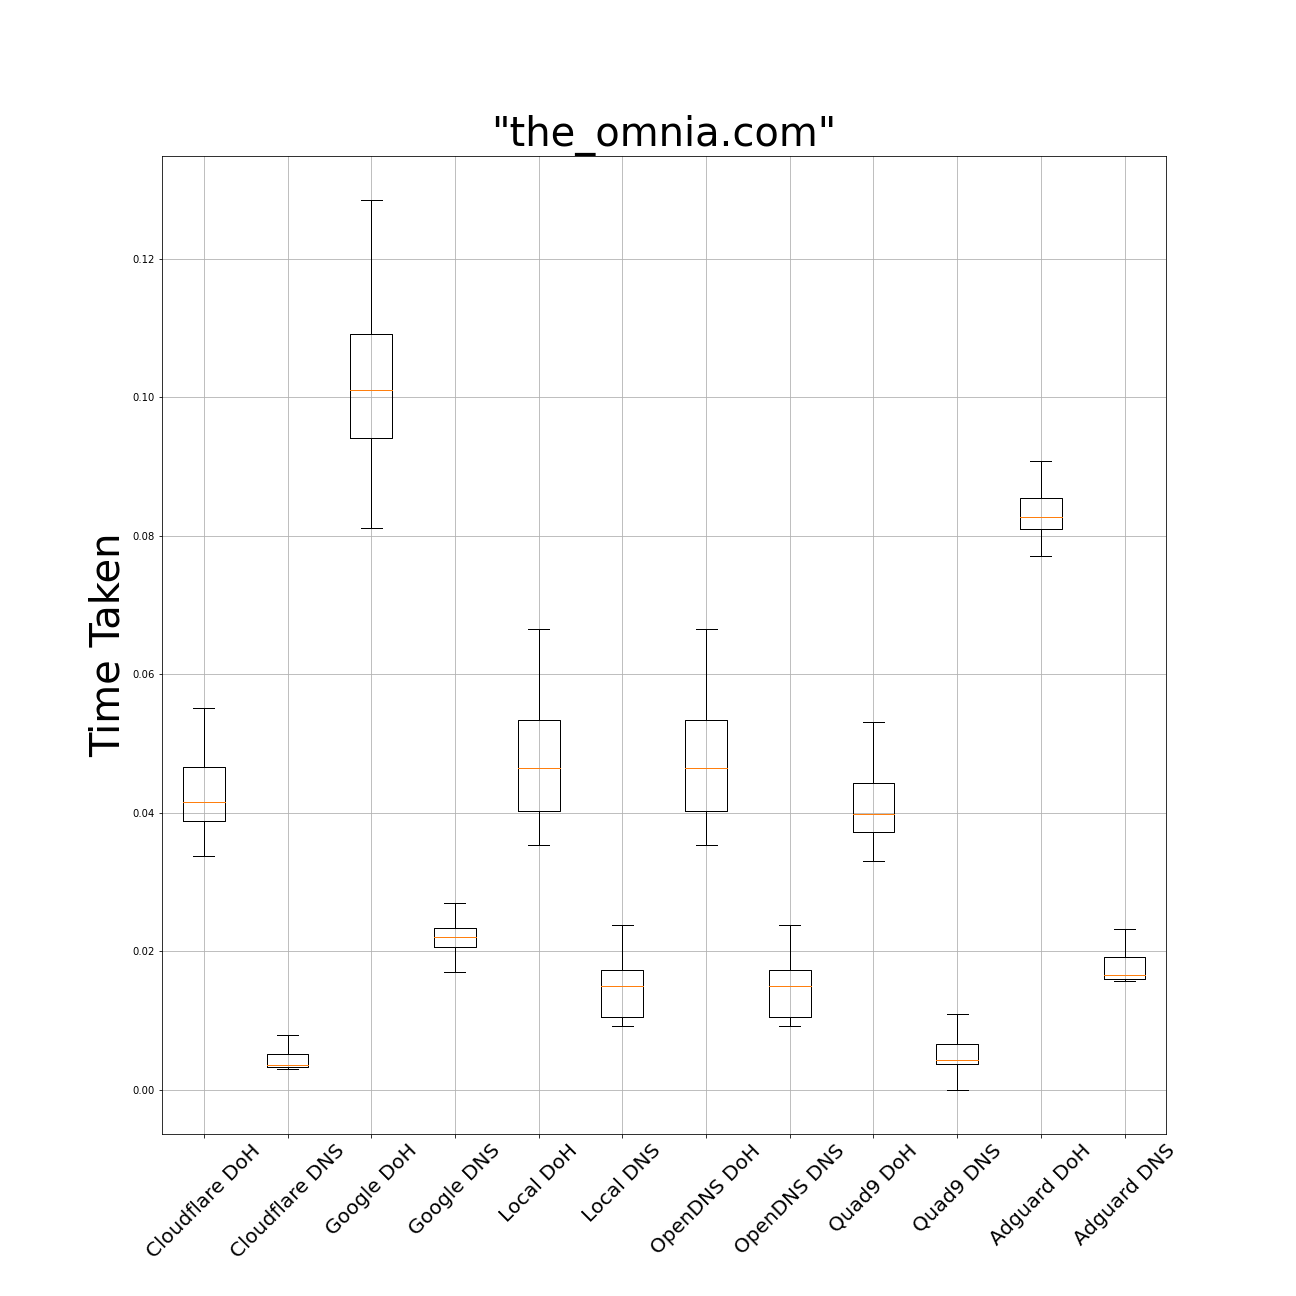 "the_omnia.com"
Time Taken
0.12
0.10
0.08
0.06
0.04
0.02
0.00
Cloudflare DoH
Cloudflare DNS
Google DoH
Google DNS
Local DoH
Local DNS
OpenDNS DoH
OpenDNS DNS
Quad9 DoH
Quad9 DNS
Adguard DoH
Adguard DNS